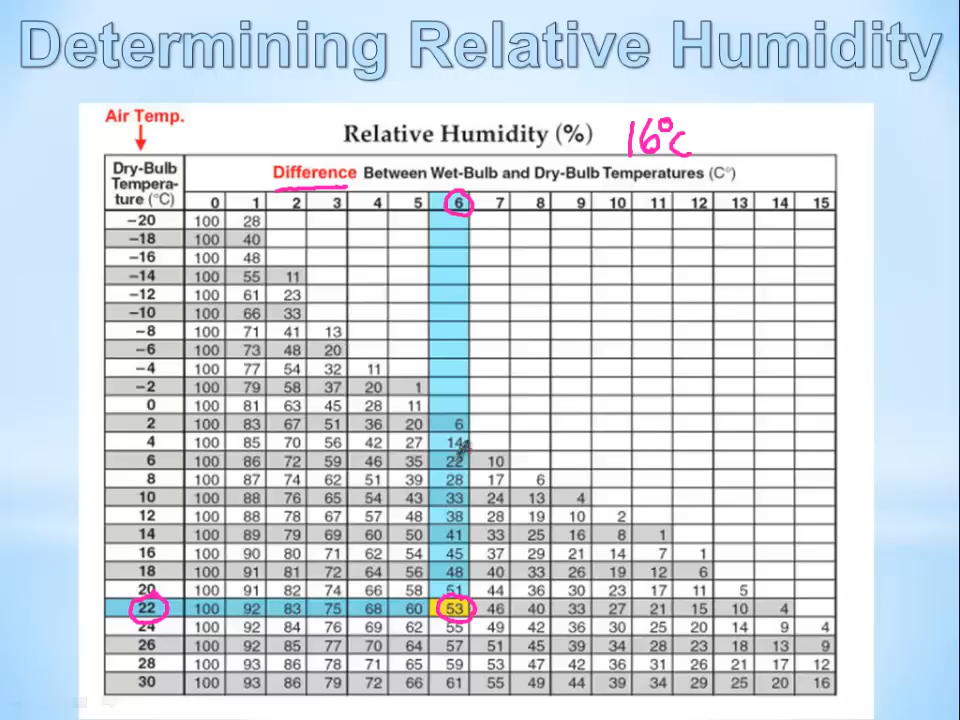 Determining Relative Humidity
Air Temp.
Relative Humidity (%) 16°C
Dry-Bulb Tempera- ture (°C)
Difference Between Wet-Bulb and Dry-Bulb Temperatures (C°)
0 1 2 3 4 5 6 7 8 9 10 11 12 13 14 15
−20 100 28
−18 100 40
−16 100 48
−14 100 55 11
−12 100 61 23
−10 100 66 33
−8 100 71 41 13
−6 100 73 48 20
−4 100 77 54 32 11
−2 100 79 58 37 20 1
0 100 81 63 45 28 11
2 100 83 67 51 36 20 6
4 100 85 70 56 42 27 14
6 100 86 72 59 46 35 22 10
8 100 87 74 62 51 39 28 17 6
10 100 88 76 65 54 43 33 24 13 4
12 100 88 78 67 57 48 38 28 19 10 2
14 100 89 79 69 60 50 41 33 25 16 8 1
16 100 90 80 71 62 54 45 37 29 21 14 7 1
18 100 91 81 72 64 56 48 40 33 26 19 12 6
20 100 91 82 74 66 58 51 44 36 30 23 17 11 5
22 100 92 83 75 68 60 53 46 40 33 27 21 15 10 4
24 100 92 84 76 69 62 55 49 42 36 30 25 20 14 9 4
26 100 92 85 77 70 64 57 51 45 39 34 28 23 18 13 9
28 100 93 86 78 71 65 59 53 47 42 36 31 26 21 17 12
30 100 93 86 79 72 66 61 55 49 44 39 34 29 25 20 16